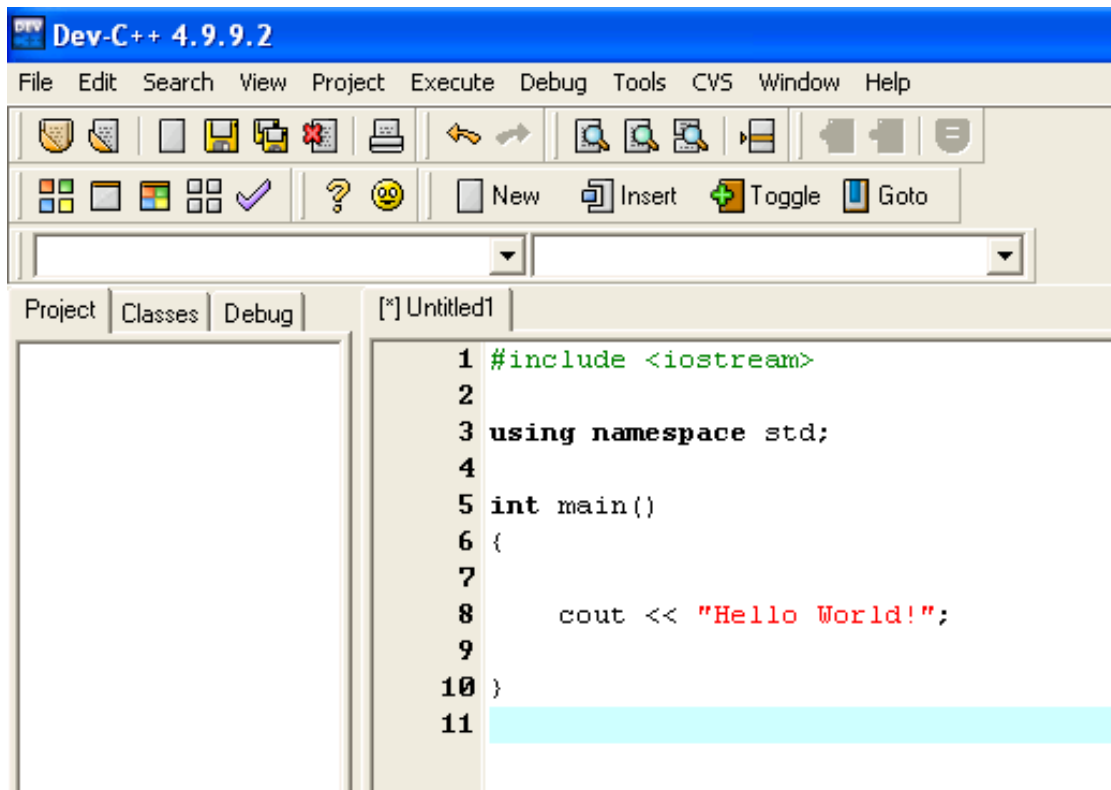 Dev-C++ 4.9.9.2
File Edit Search View Project Execute Debug Tools CVS Window Help
New Insert Toggle Goto
Project Classes Debug [*] Untitled1
1 #include <iostream>
2
3 using namespace std;
4
5 int main()
6 {
7
8 cout << "Hello World!";
9
10 }
11